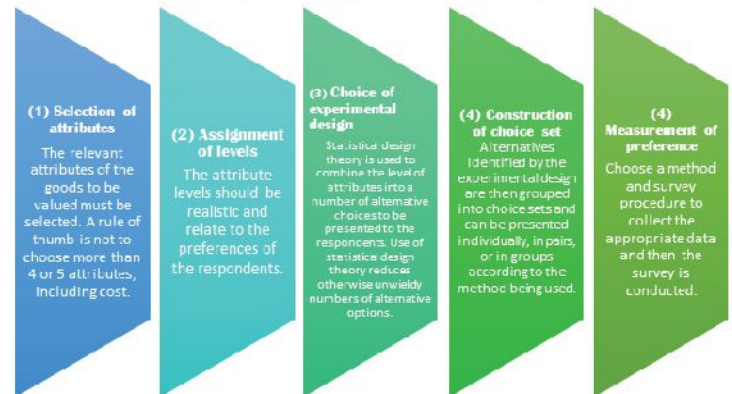 (1) Selection of
attributes
The relevant
attributes of the
goods to be
valued must be
selected. A rule of
thumb is not to
choose more than
4 or 5 attributes,
including cost.
(2) Assignment
of levels
The attribute
levels should be
realistic and
relate to the
preferences of
the respondents.
(3) Choice of
experimental
design
Statistical design
theory is used to
combine the level of
attributes into a
number of alternative
choices to be
presented to the
respondents. Use of
statistical design
theory reduces
otherwise unwieldy
numbers of alternative
options.
(4) Construction
of choice set
Alternatives
identified by the
experimental design
are then grouped
into choice sets and
can be presented
individually, in pairs,
or in groups
according to the
method being used.
(4)
Measurement of
preference
Choose a method
and survey
procedure to
collect the
appropriate data
and then the
survey is
conducted.